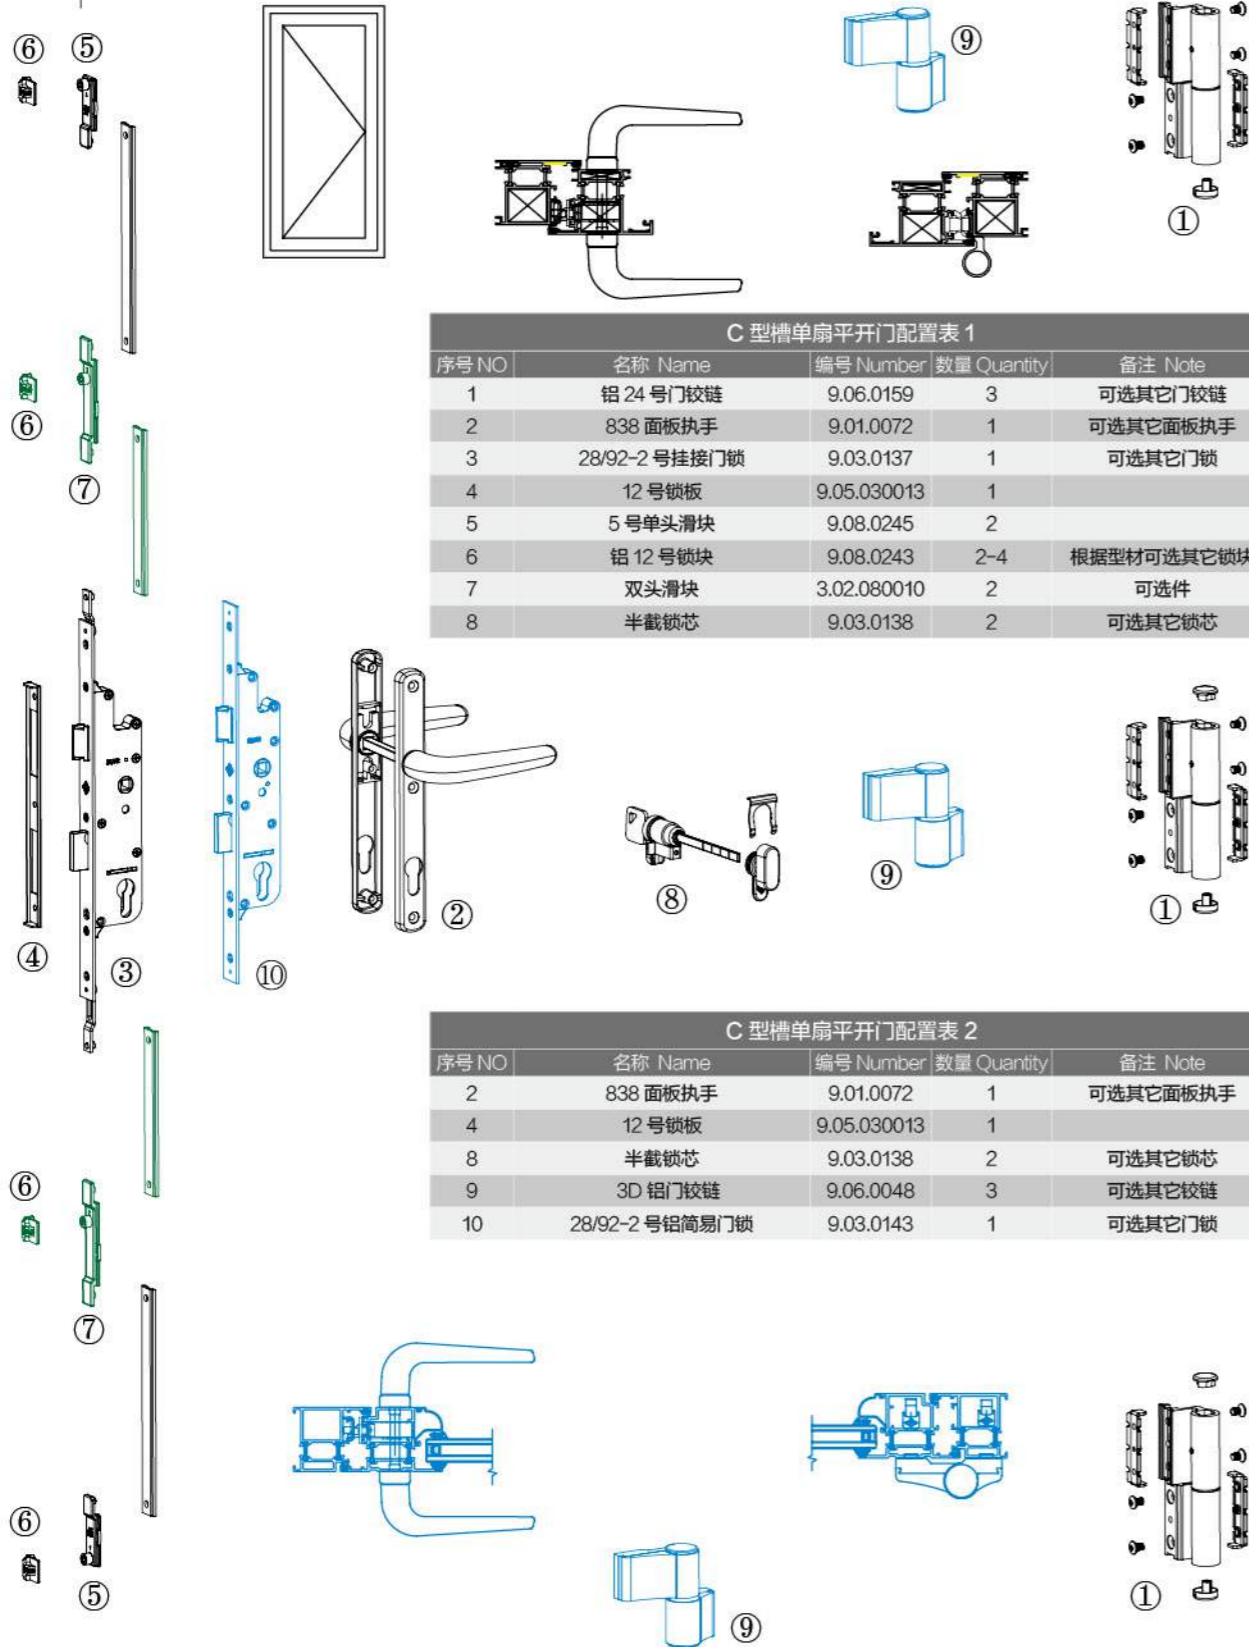 ⑥ ⑤ ⑨
①
C 型槽单扇平开门配置表 1
序号 NO 名称 Name 编号 Number 数量 Quantity 备注 Note
1 铝 24 号门铰链 9.06.0159 3 可选其它门铰链
2 838 面板执手 9.01.0072 1 可选其它面板执手
3 28/92-2 号挂接门锁 9.03.0137 1 可选其它门锁
4 12 号锁板 9.05.030013 1
5 5 号单头滑块 9.08.0245 2
6 铝 12 号锁块 9.08.0243 2-4 根据型材可选其它锁块
7 双头滑块 3.02.080010 2 可选件
8 半截锁芯 9.03.0138 2 可选其它锁芯
⑥
⑦
④ ③ ⑩ ② ⑧ ⑨ ①
C 型槽单扇平开门配置表 2
序号 NO 名称 Name 编号 Number 数量 Quantity 备注 Note
2 838 面板执手 9.01.0072 1 可选其它面板执手
4 12 号锁板 9.05.030013 1
8 半截锁芯 9.03.0138 2 可选其它锁芯
9 3D 铝门铰链 9.06.0048 3 可选其它铰链
10 28/92-2 号铝简易门锁 9.03.0143 1 可选其它门锁
⑥
⑦
⑥
⑤ ⑨ ①